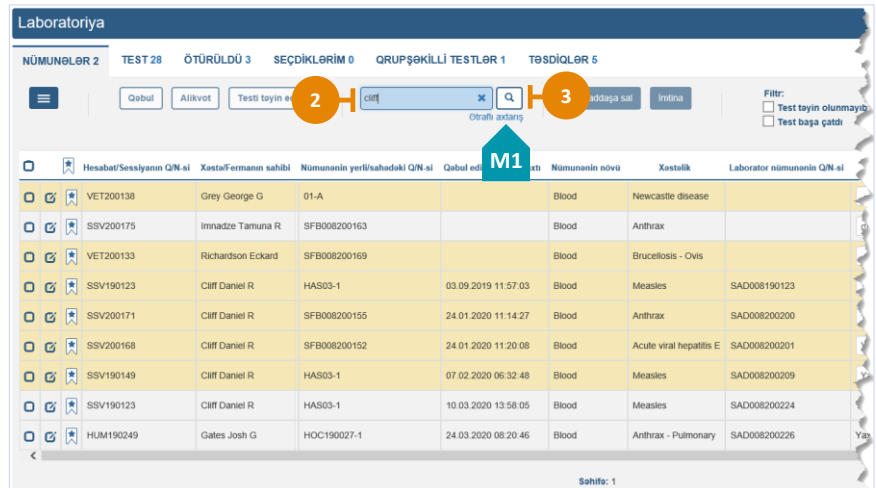 Laboratoriya
NÜMUNƏLƏR 2 TEST 28 ÖTÜRÜLDÜ 3 SEÇDİKLƏRİM 0 QRUPŞƏKİLLİ TESTLƏR 1 TƏSDİQLƏR 5
Qəbul Alikvot Testi təyin 2 cliff 3 sal İmtina
Filtr:
Test təyin olunmayıb
Test başa çatdı
Ətraflı axtarış
M1
Hesabat/Sessiyanın Q/N-si Xəstə/Fermanın sahibi Nümunənin yerli/sahədəki Q/N-si Qəbul Nümunənin növü Xəstəlik Laborator nümunənin Q/N-si
VET200138 Grey George G 01-A Blood Newcastle disease
SSV200175 Imnadze Tamuna R SFB008200163 Blood Anthrax
VET200133 Richardson Eckard SFB008200169 Blood Brucellosis - Ovis
SSV190123 Cliff Daniel R HAS03-1 03.09.2019 11:57:03 Blood Measles SAD008190123
SSV200171 Cliff Daniel R SFB008200155 24.01.2020 11:14:27 Blood Anthrax SAD008200200
SSV200168 Cliff Daniel R SFB008200152 24.01.2020 11:20:08 Blood Acute viral hepatitis E SAD008200201
SSV190149 Cliff Daniel R HAS03-1 07.02.2020 06:32:48 Blood Measles SAD008200209
SSV190123 Cliff Daniel R HAS03-1 10.03.2020 13:58:05 Blood Measles SAD008200224
HUM190249 Gates Josh G HOC190027-1 24.03.2020 08:20:46 Blood Anthrax - Pulmonary SAD008200226
Səhifə: 1